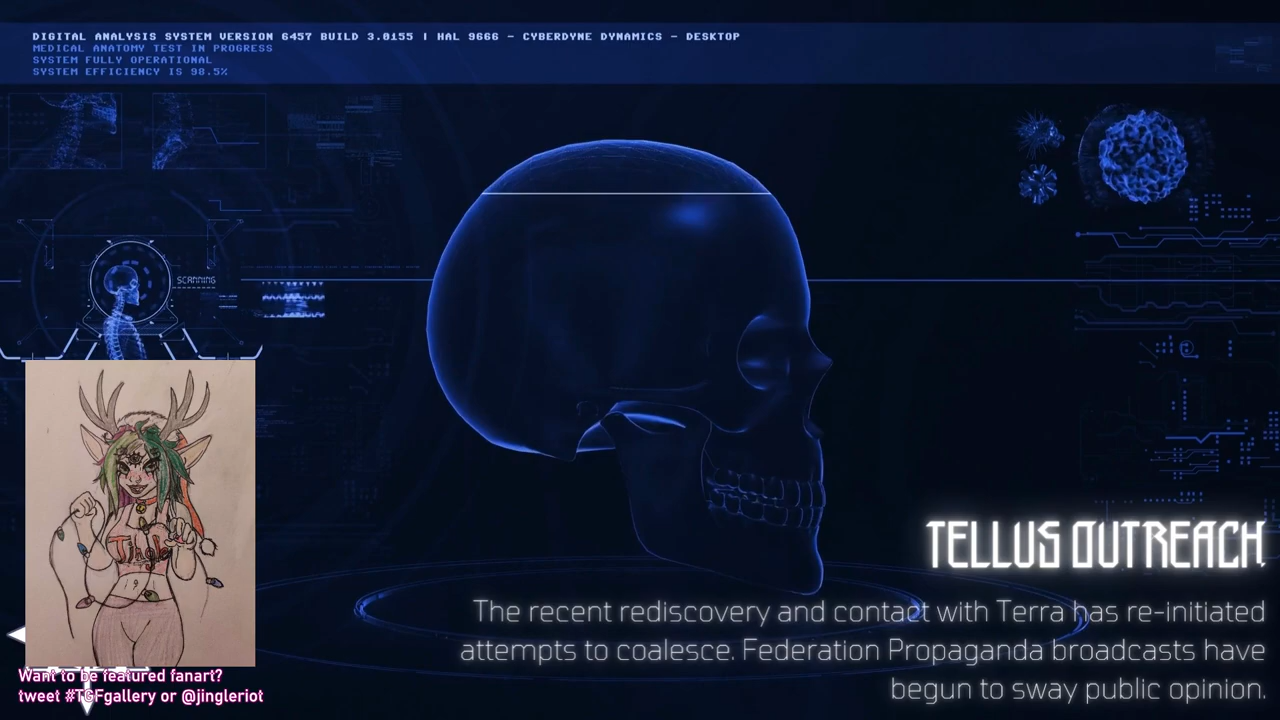 DIGITAL ANALYSIS SYSTEM VERSION 6457 BUILD 3.0155 | HAL 9666 - CYBERDYNE DYNAMICS - DESKTOP
MEDICAL ANATOMY TEST IN PROGRESS
SYSTEM FULLY OPERATIONAL
SYSTEM EFFICIENCY IS 98.5%
SCANNING
TELLUS OUTREACH
The recent rediscovery and contact with Terra has re-initiated
attempts to coalesce. Federation Propaganda broadcasts have
begun to sway public opinion.
Want to be featured fanart?
tweet #TGFgallery or @jingleriot